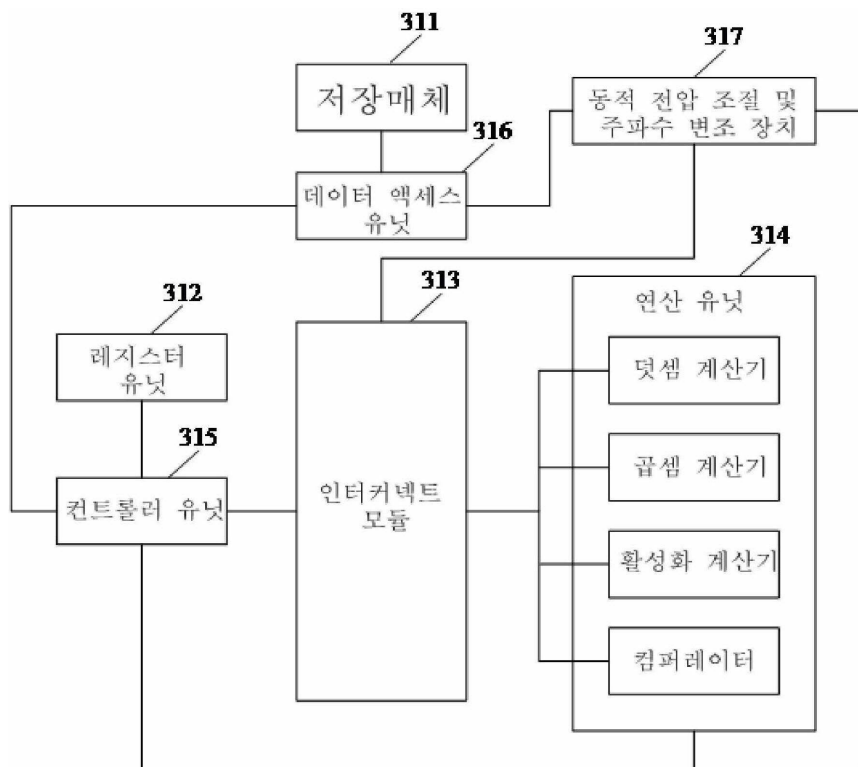 311
저장매체
317
동적 전압 조절 및
주파수 변조 장치
316
데이터 액세스
유닛
314
연산 유닛
312
레지스터
유닛
313
인터커넥트
모듈
덧셈 계산기
곱셈 계산기
315
컨트롤러 유닛
활성화 계산기
컴퍼레이터